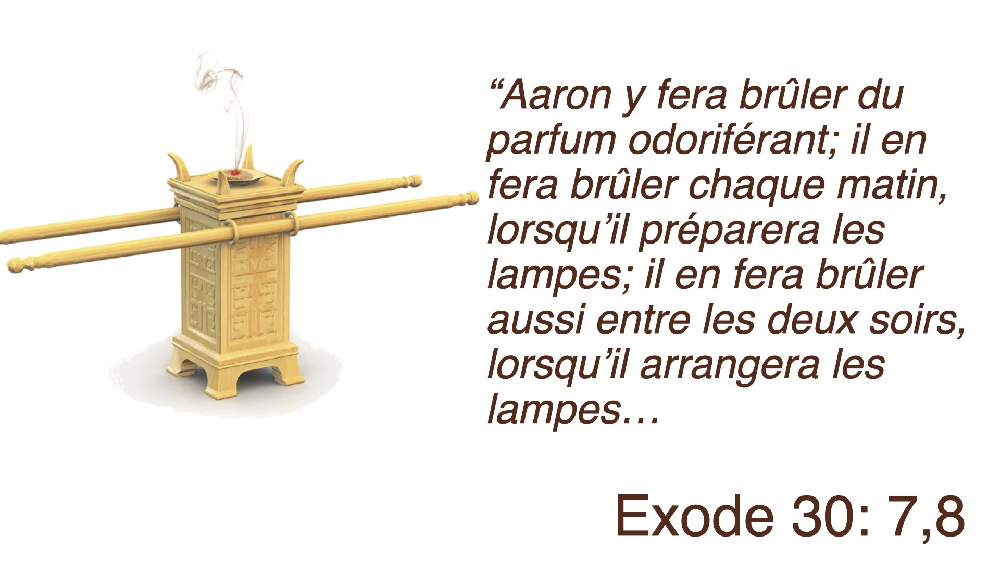 “Aaron y fera brûler du
parfum odoriférant; il en
fera brûler chaque matin,
lorsqu’il préparera les
lampes; il en fera brûler
aussi entre les deux soirs,
lorsqu’il arrangera les
lampes…
Exode 30: 7,8